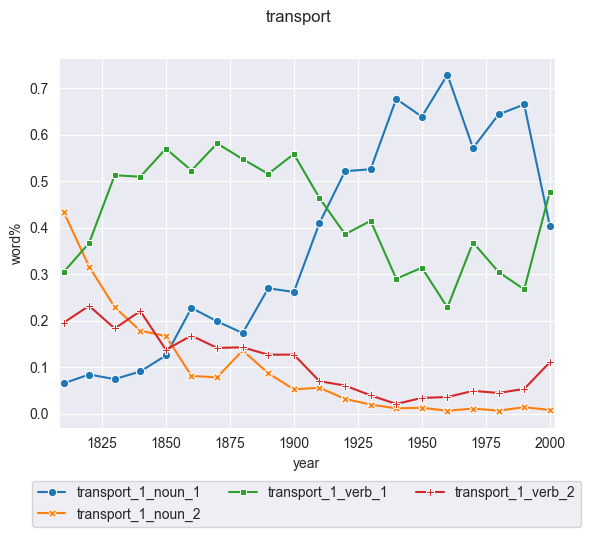 transport
0.7
0.6
0.5
0.4
0.3
0.2
0.1
0.0
word%
1825 1850 1875 1900 1925 1950 1975 2000
year
transport_1_noun_1 transport_1_verb_1 transport_1_verb_2
transport_1_noun_2